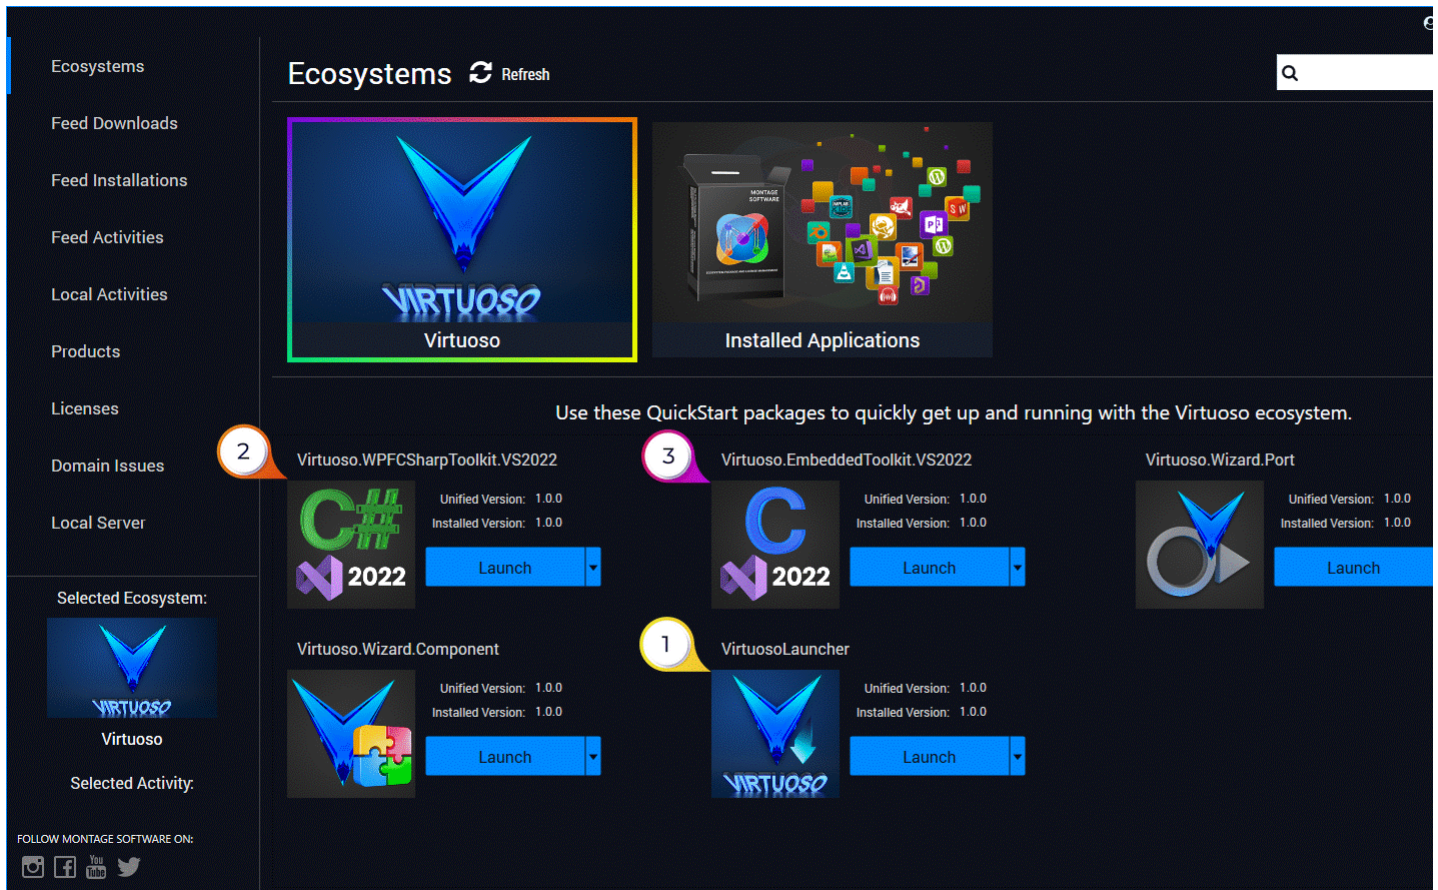 Ecosystems
Feed Downloads
Feed Installations
Feed Activities
Local Activities
Products
Licenses
Domain Issues
Local Server
Selected Ecosystem:
VIRTUOSO
Virtuoso
Selected Activity:
FOLLOW MONTAGE SOFTWARE ON:
You
Tube
Ecosystems Refresh
VIRTUOSO
Virtuoso
MONTAGE
SOFTWARE
W
SW
P
W
Installed Applications
Use these QuickStart packages to quickly get up and running with the Virtuoso ecosystem.
2
Virtuoso.WPFCSharpToolkit.VS2022
C#
2022
Unified Version: 1.0.0
Installed Version: 1.0.0
Launch
3
Virtuoso.EmbeddedToolkit.VS2022
C
2022
Unified Version: 1.0.0
Installed Version: 1.0.0
Launch
Virtuoso.Wizard.Port
Unified Version: 1.0.0
Installed Version: 1.0.0
Launch
Virtuoso.Wizard.Component
Unified Version: 1.0.0
Installed Version: 1.0.0
Launch
1
VirtuosoLauncher
VIRTUOSO
Unified Version: 1.0.0
Installed Version: 1.0.0
Launch